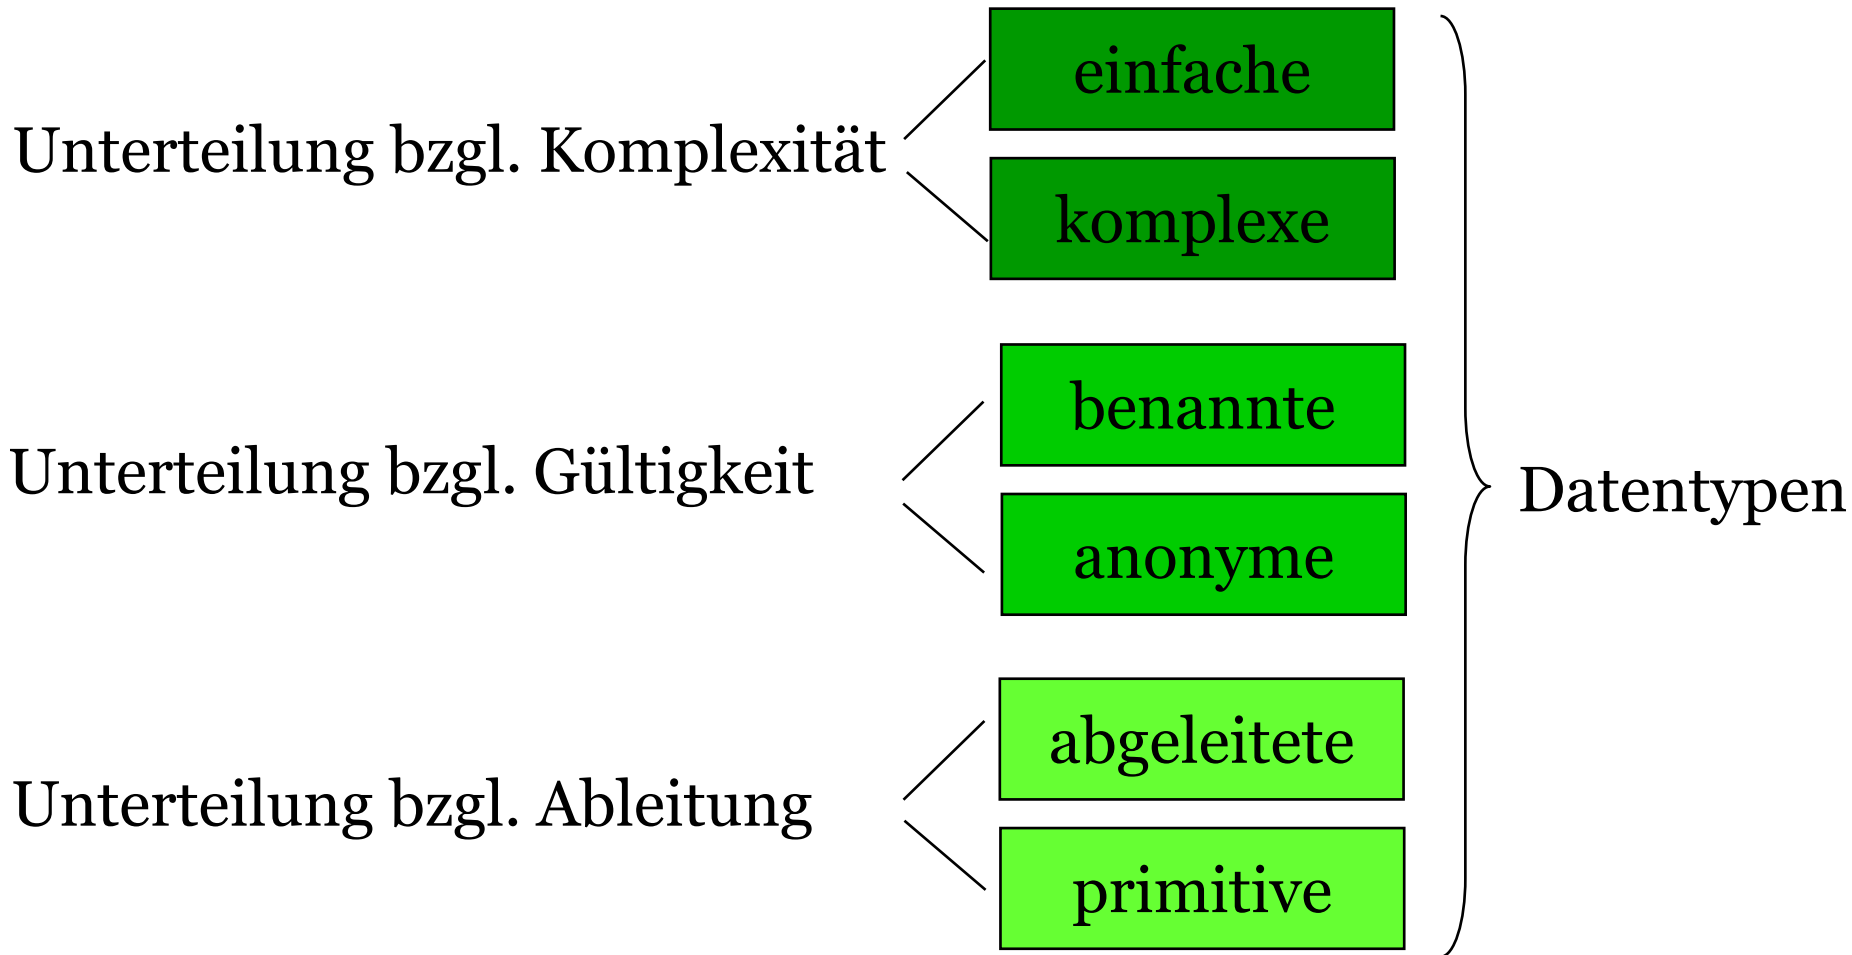 Unterteilung bzgl. Komplexität
einfache
komplexe
Unterteilung bzgl. Gültigkeit
benannte
anonyme
Unterteilung bzgl. Ableitung
abgeleitete
primitive
Datentypen